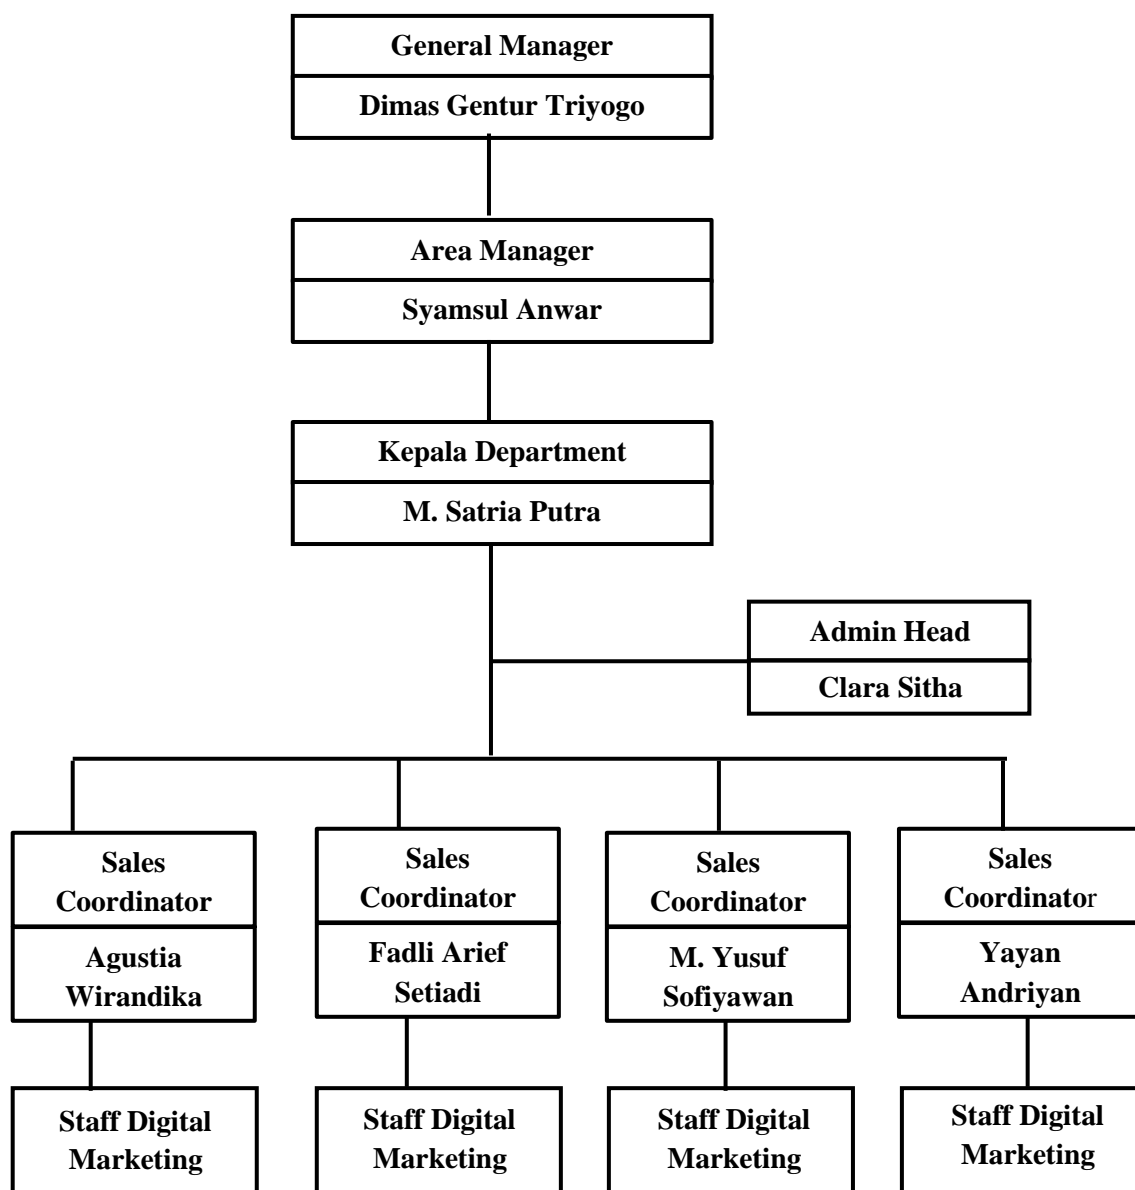 General Manager
Dimas Gentur Triyogo
Area Manager
Syamsul Anwar
Kepala Department
M. Satria Putra
Admin Head
Clara Sitha
Sales
Coordinator
Agustia
Wirandika
Sales
Coordinator
Fadli Arief
Setiadi
Sales
Coordinator
M. Yusuf
Sofiyawan
Sales
Coordinator
Yayan
Andriyan
Staff Digital
Marketing
Staff Digital
Marketing
Staff Digital
Marketing
Staff Digital
Marketing